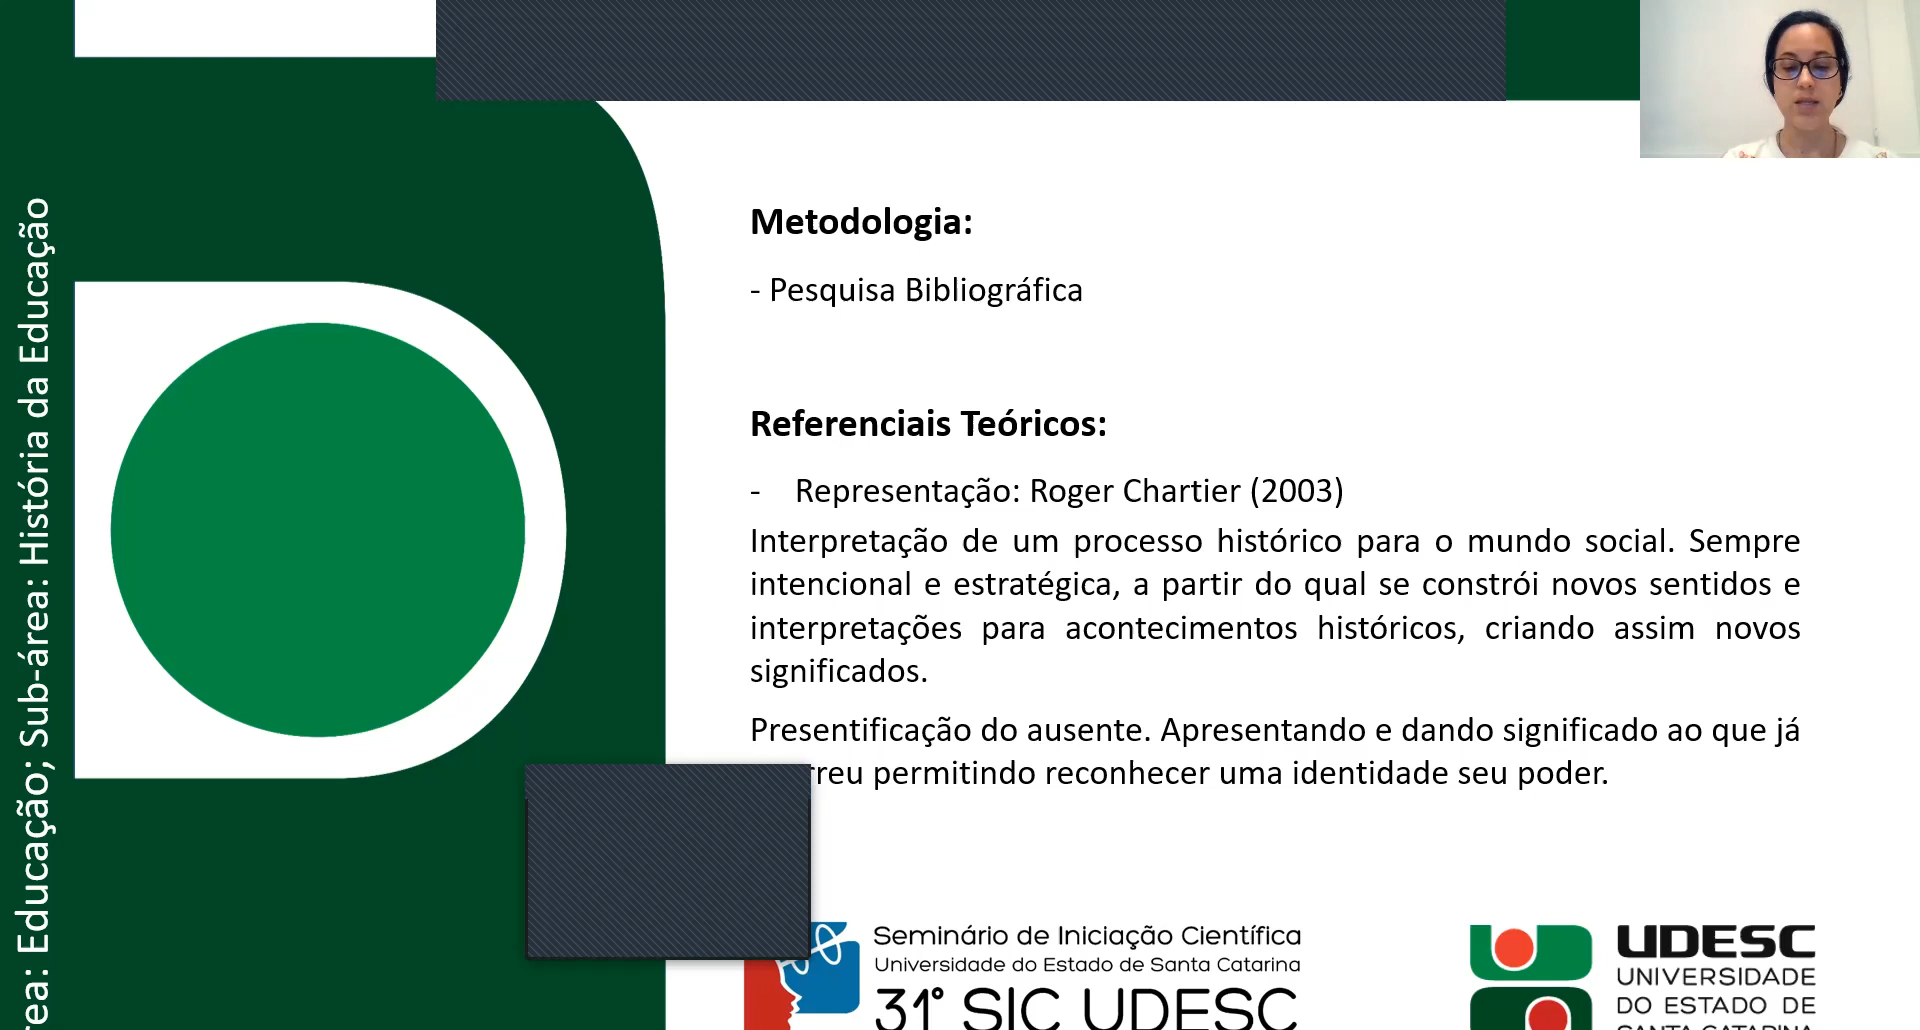 Metodologia:
- Pesquisa Bibliográfica
Referenciais Teóricos:
- Representação: Roger Chartier (2003)
Interpretação de um processo histórico para o mundo social. Sempre
intencional e estratégica, a partir do qual se constrói novos sentidos e
interpretações para acontecimentos históricos, criando assim novos
significados.
Presentificação do ausente. Apresentando e dando significado ao que já
permitindo reconhecer uma identidade seu poder.
Educação; Sub-área: História da Educação
Seminário de Iniciação Científica
Universidade do Estado de Santa Catarina
31º SIC UDESC
UDESC
UNIVERSIDADE
DO ESTADO DE
SANTA CATARINA